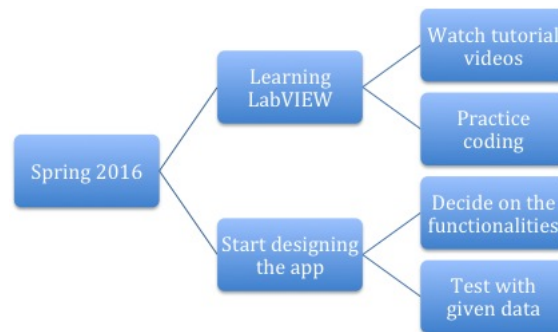 Spring 2016
Learning
LabVIEW
Watch tutorial
videos
Practice
coding
Start designing
the app
Decide on the
functionalities
Test with
given data